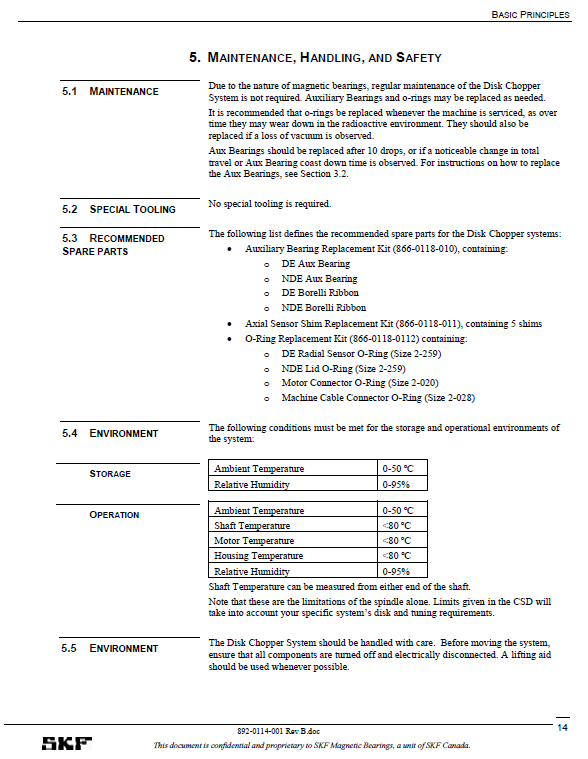 BASIC PRINCIPLES
5. MAINTENANCE, HANDLING, AND SAFETY
5.1 MAINTENANCE
Due to the nature of magnetic bearings, regular maintenance of the Disk Chopper
System is not required. Auxiliary Bearings and o-rings may be replaced as needed.
It is recommended that o-rings be replaced whenever the machine is serviced, as over
time they may wear down in the radioactive environment. They should also be
replaced if a loss of vacuum is observed.
Aux Bearings should be replaced after 10 drops, or if a noticeable change in total
travel or Aux Bearing coast down time is observed. For instructions on how to replace
the Aux Bearings, see Section 3.2.
5.2 SPECIAL TOOLING
No special tooling is required.
5.3 RECOMMENDED
SPARE PARTS
The following list defines the recommended spare parts for the Disk Chopper systems:
• Auxiliary Bearing Replacement Kit (866-0118-010), containing:
o DE Aux Bearing
o NDE Aux Bearing
o DE Borelli Ribbon
o NDE Borelli Ribbon
• Axial Sensor Shim Replacement Kit (866-0118-011), containing 5 shims
• O-Ring Replacement Kit (866-0118-0112) containing:
o DE Radial Sensor O-Ring (Size 2-259)
o NDE Lid O-Ring (Size 2-259)
o Motor Connector O-Ring (Size 2-020)
o Machine Cable Connector O-Ring (Size 2-028)
5.4 ENVIRONMENT
The following conditions must be met for the storage and operational environments of
the system:
STORAGE
Ambient Temperature 0-50 °C
Relative Humidity 0-95%
OPERATION
Ambient Temperature 0-50 °C
Shaft Temperature <80 °C
Motor Temperature <80 °C
Housing Temperature <80 °C
Relative Humidity 0-95%
Shaft Temperature can be measured from either end of the shaft.
Note that these are the limitations of the spindle alone. Limits given in the CSD will
take into account your specific system's disk and tuning requirements.
5.5 ENVIRONMENT
The Disk Chopper System should be handled with care. Before moving the system,
ensure that all components are turned off and electrically disconnected. A lifting aid
should be used whenever possible.
14
892-0114-001 Rev B.doc
SKF
This document is confidential and proprietary to SKF Magnetic Bearings, a unit of SKF Canada.